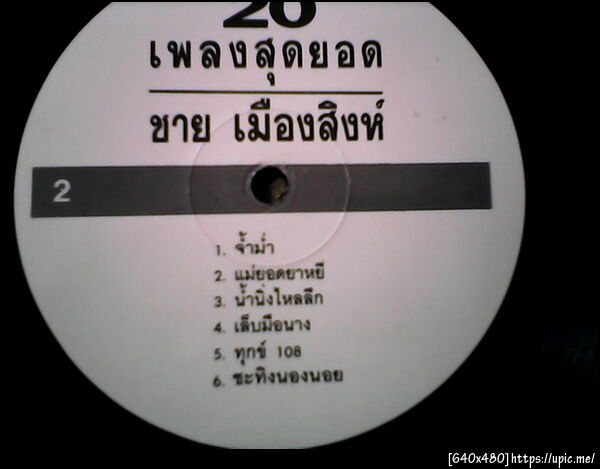 20
เพลงสุดยอด
ชาย เมืองสิงห์
2
1. จ้ำม่ำ
2. แม่ยอดยาหยี
3. น้ำนิ่งไหลลึก
4. เล็บมือนาง
5. ทุกข์ 108
6. ชะทิงนองนอย
[640x480]https://upic.me/